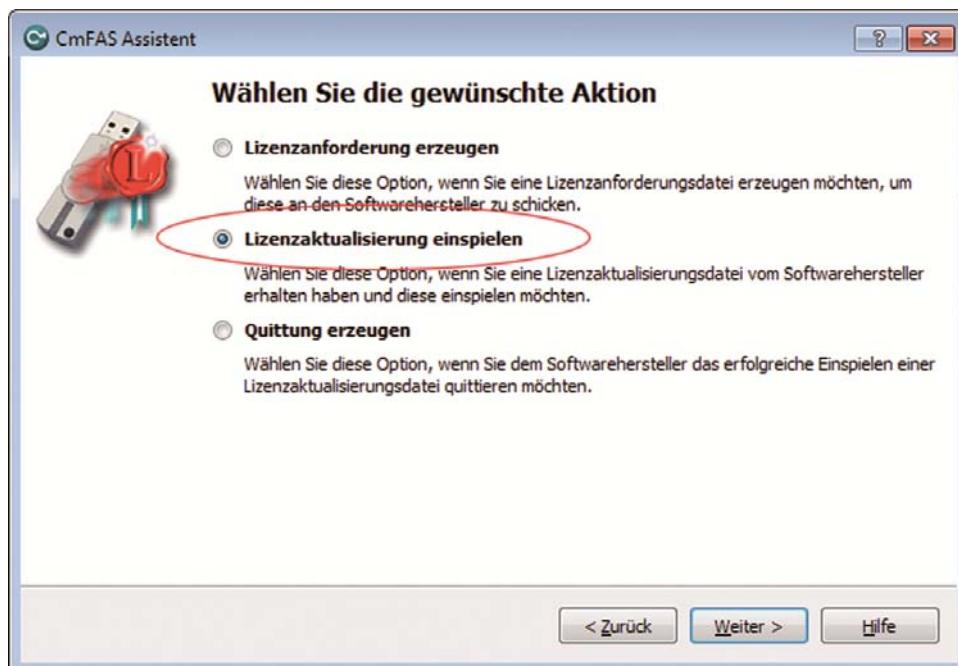 CmFAS Assistent
?
Wählen Sie die gewünschte Aktion
Lizenzanforderung erzeugen
Wählen Sie diese Option, wenn Sie eine Lizenzanforderungsdatei erzeugen möchten, um
diese an den Softwarehersteller zu schicken.
L
Lizenzaktualisierung einspielen
Wählen Sie diese Option, wenn Sie eine Lizenzaktualisierungsdatei vom Softwarehersteller
erhalten haben und diese einspielen möchten.
Quittung erzeugen
Wählen Sie diese Option, wenn Sie dem Softwarehersteller das erfolgreiche Einspielen einer
Lizenzaktualisierungsdatei quittieren möchten.
< Zurück Weiter > Hilfe